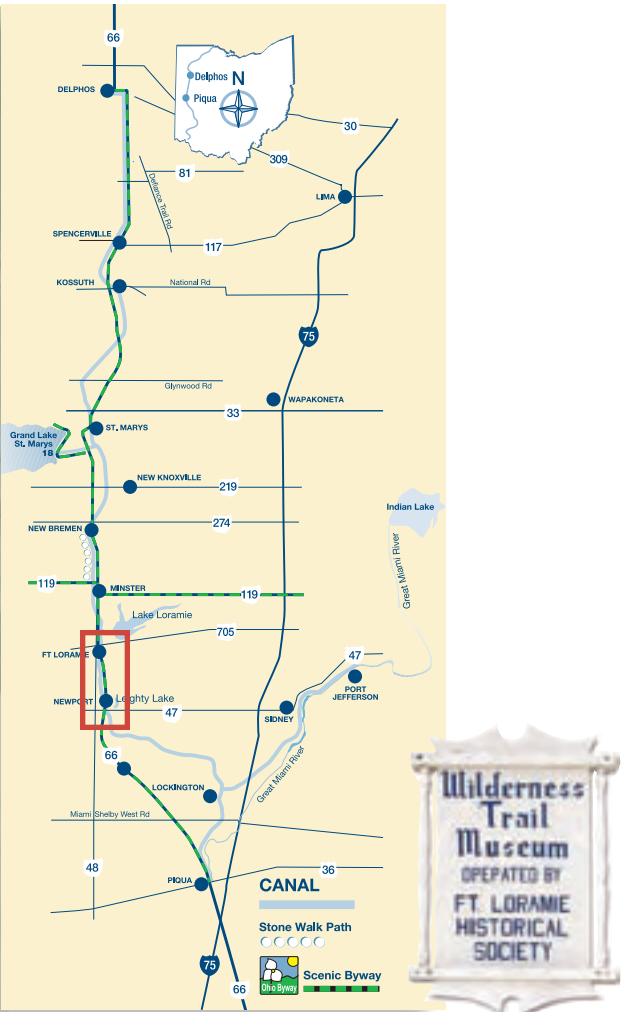 66
DELPHOS
Delphos
Piqua
N
30
309
81
Defiance Trail Rd
LIMA
SPENCERVILLE
117
KOSSUTH
National Rd
75
Glynwood Rd
WAPAKONETA
33
ST. MARYS
Grand Lake
St. Marys
18
NEW KNOXVILLE
219
Indian Lake
274
NEW BREMEN
Great Miami River
119
MINSTER
119
Lake Loramie
705
FT LORAMIE
47
PORT
JEFFERSON
NEWPORT
Leighty Lake
47
SIDNEY
66
Great Miami River
LOCKINGTON
Miami Shelby West Rd
48
36
PIQUA
CANAL
Stone Walk Path
75
Ohio Byway
Scenic Byway
66
Wilderness
Trail
Museum
OPEPATED BY
FT. LORAMIE
HISTORICAL
SOCIETY